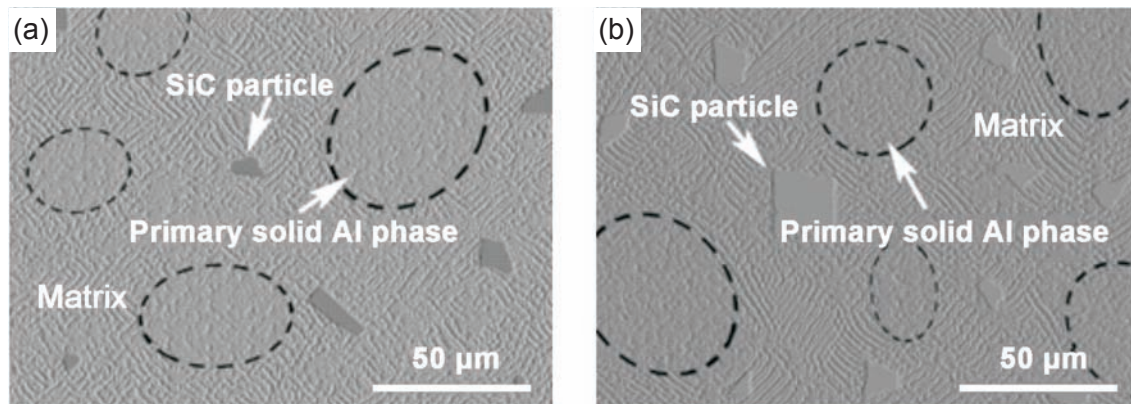 (a)
SiC particle
Primary solid Al phase
Matrix
50 μm
(b)
SiC particle
Matrix
Primary solid Al phase
50 μm